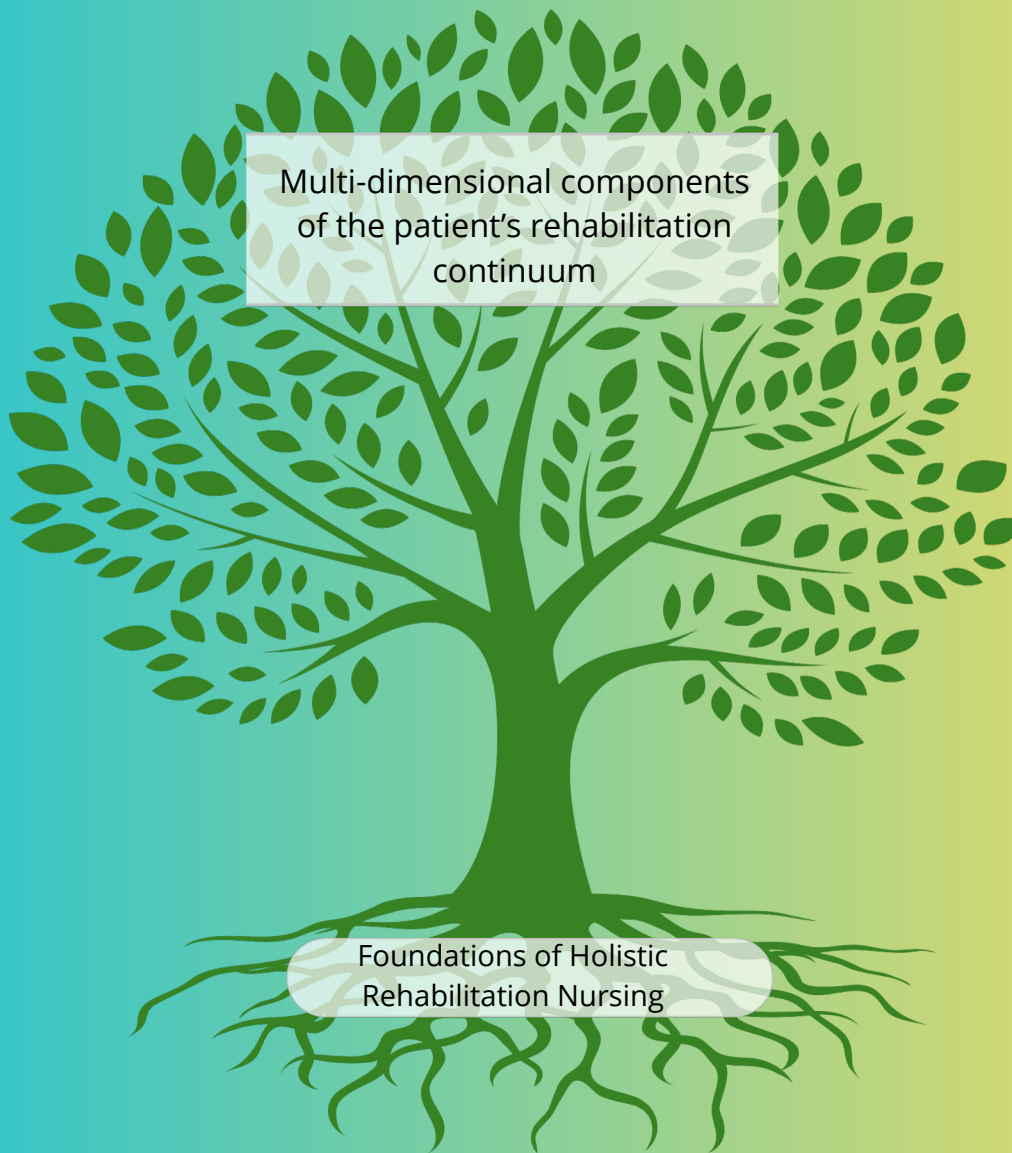 Multi-dimensional components
of the patient’s rehabilitation
continuum
Foundations of Holistic
Rehabilitation Nursing